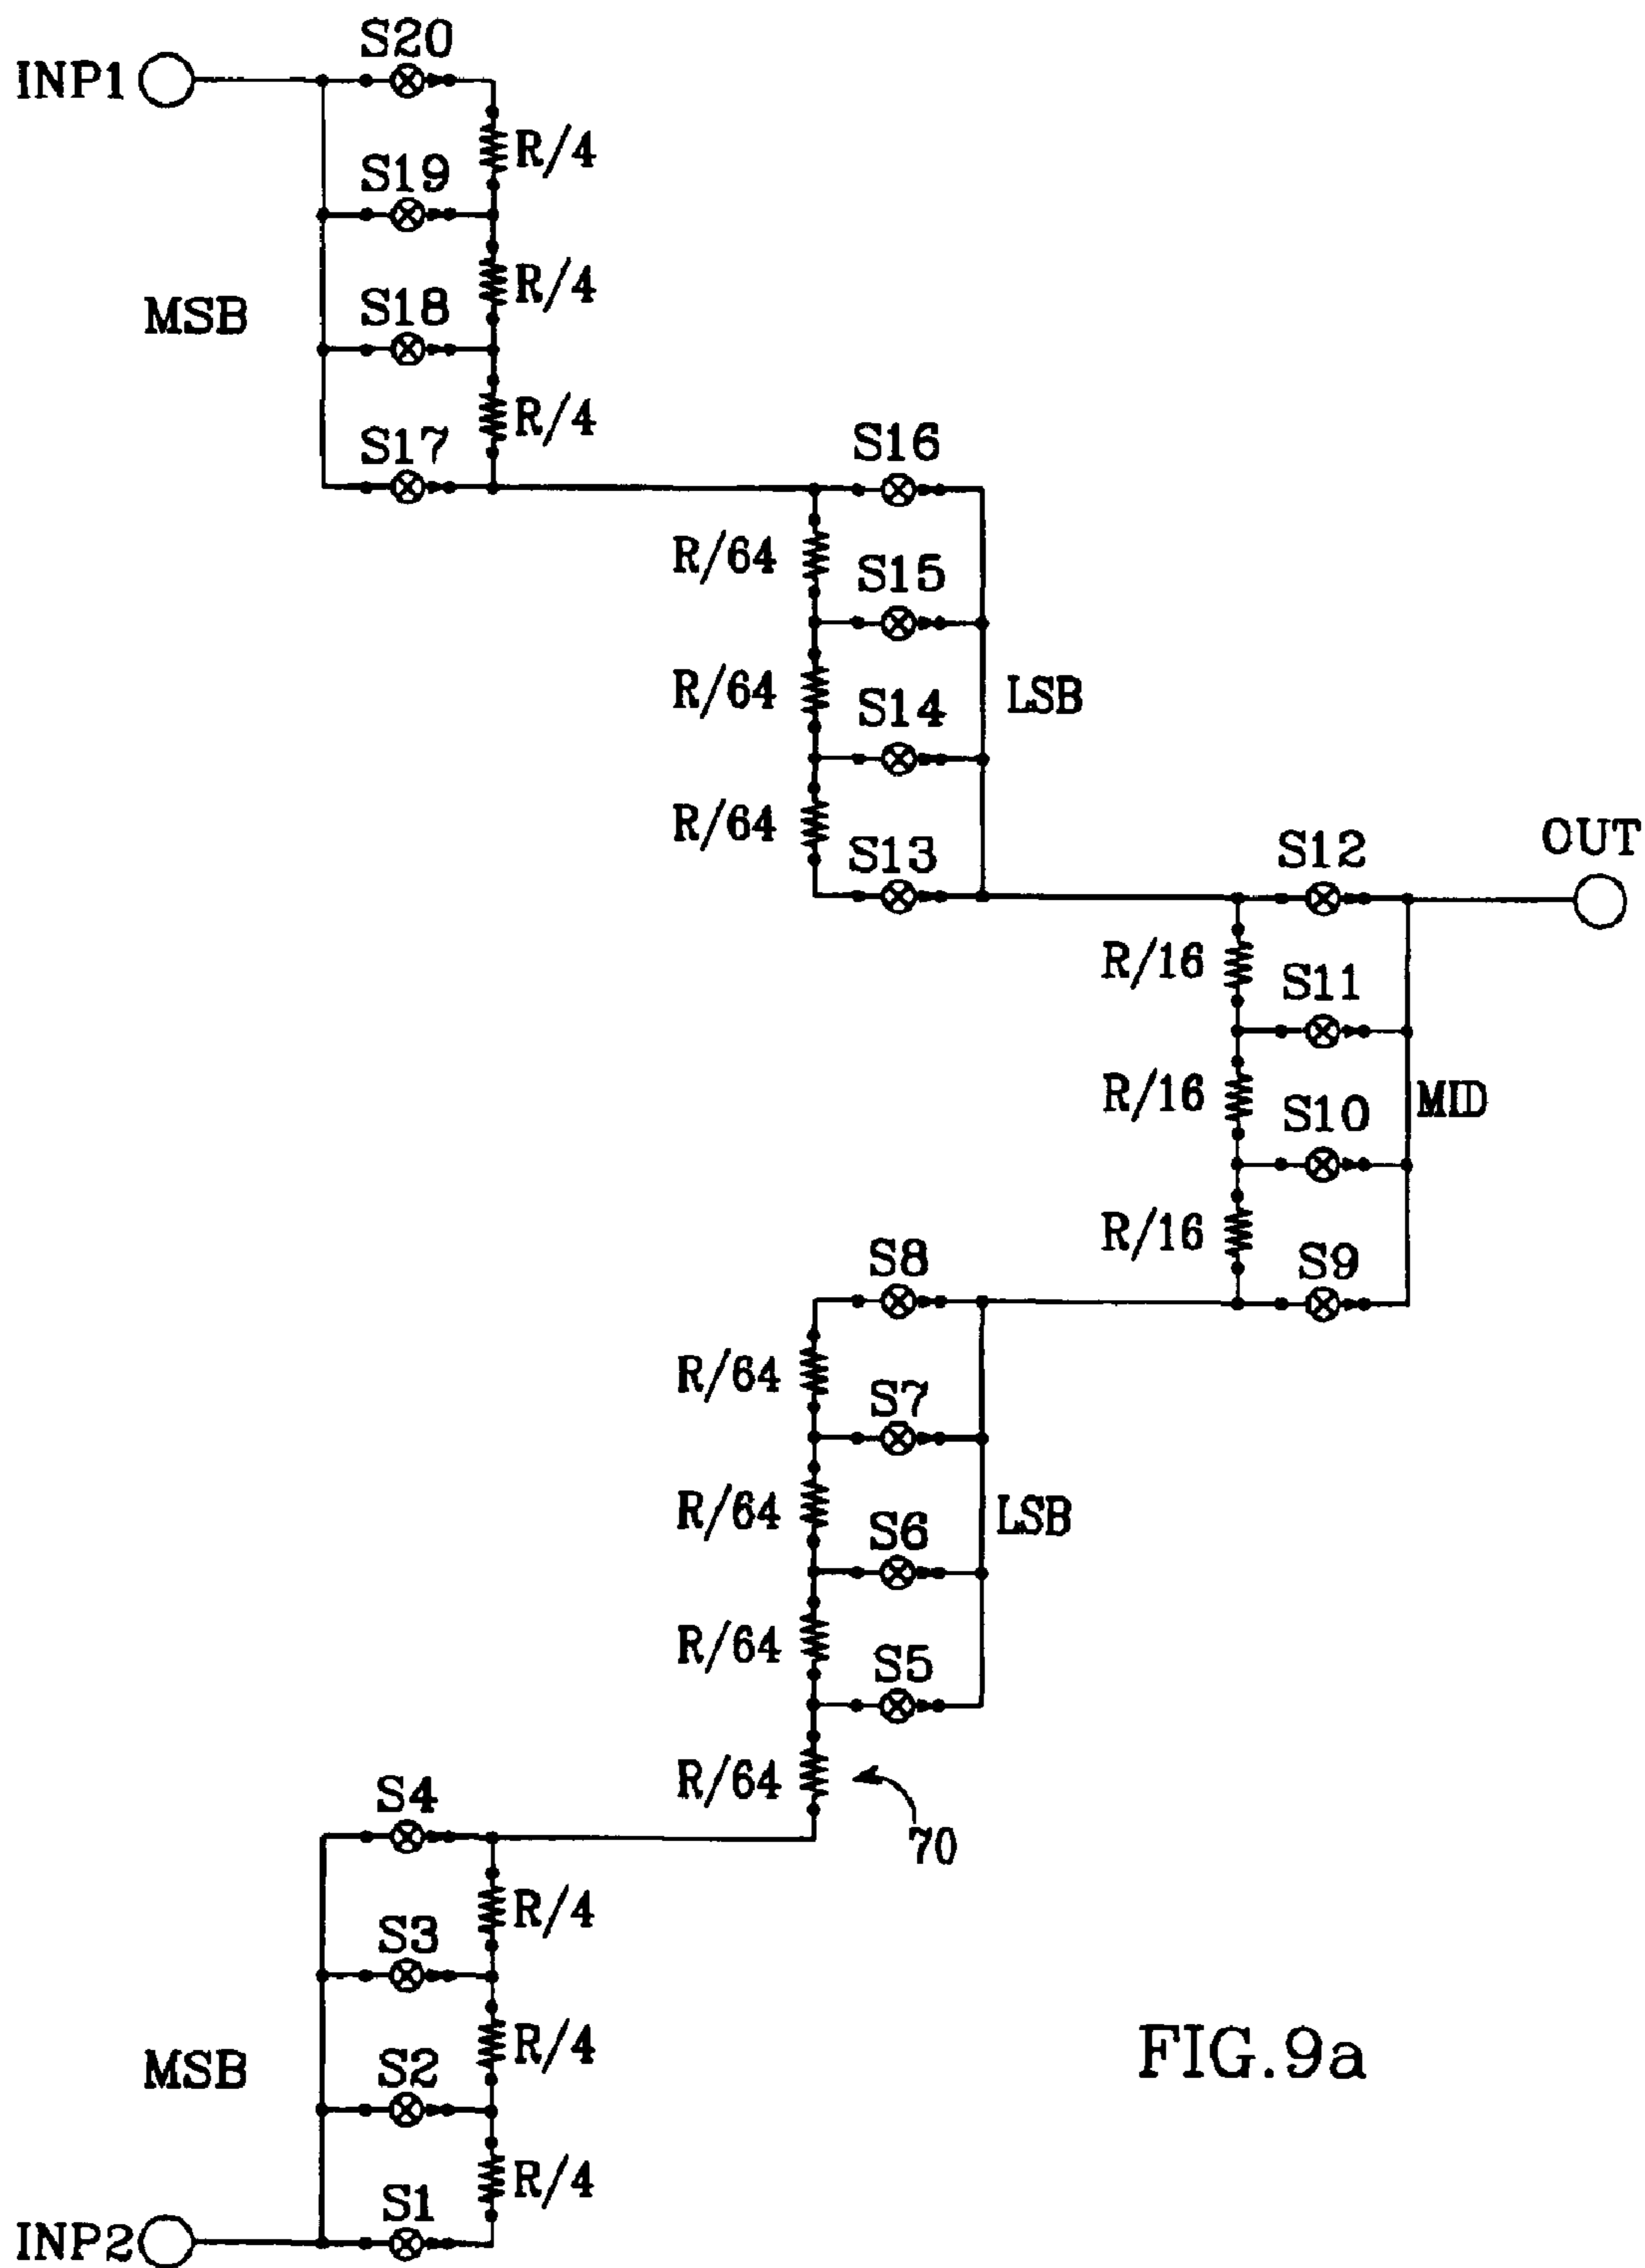 S20
INP1
R/4
S19
R/4
MSB
S18
R/4
S17
S16
R/64
S15
R/64
S14
LSB
R/64
S13
S12
OUT
R/16
S11
R/16
S10
MID
R/16
S9
S8
R/64
S7
R/64
S6
LSB
R/64
S5
R/64
S4
70
R/4
S3
R/4
MSB
S2
R/4
S1
INP2
FIG.9a